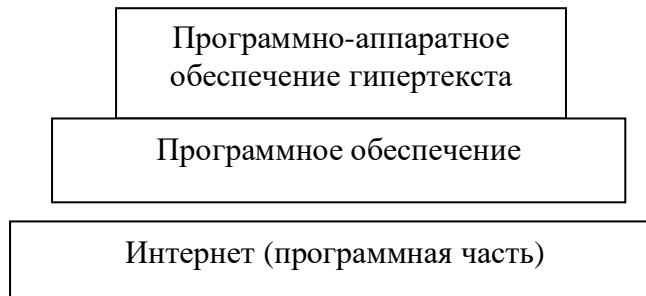 Программно-аппаратное
обеспечение гипертекста
Программное обеспечение
Интернет (программная часть)